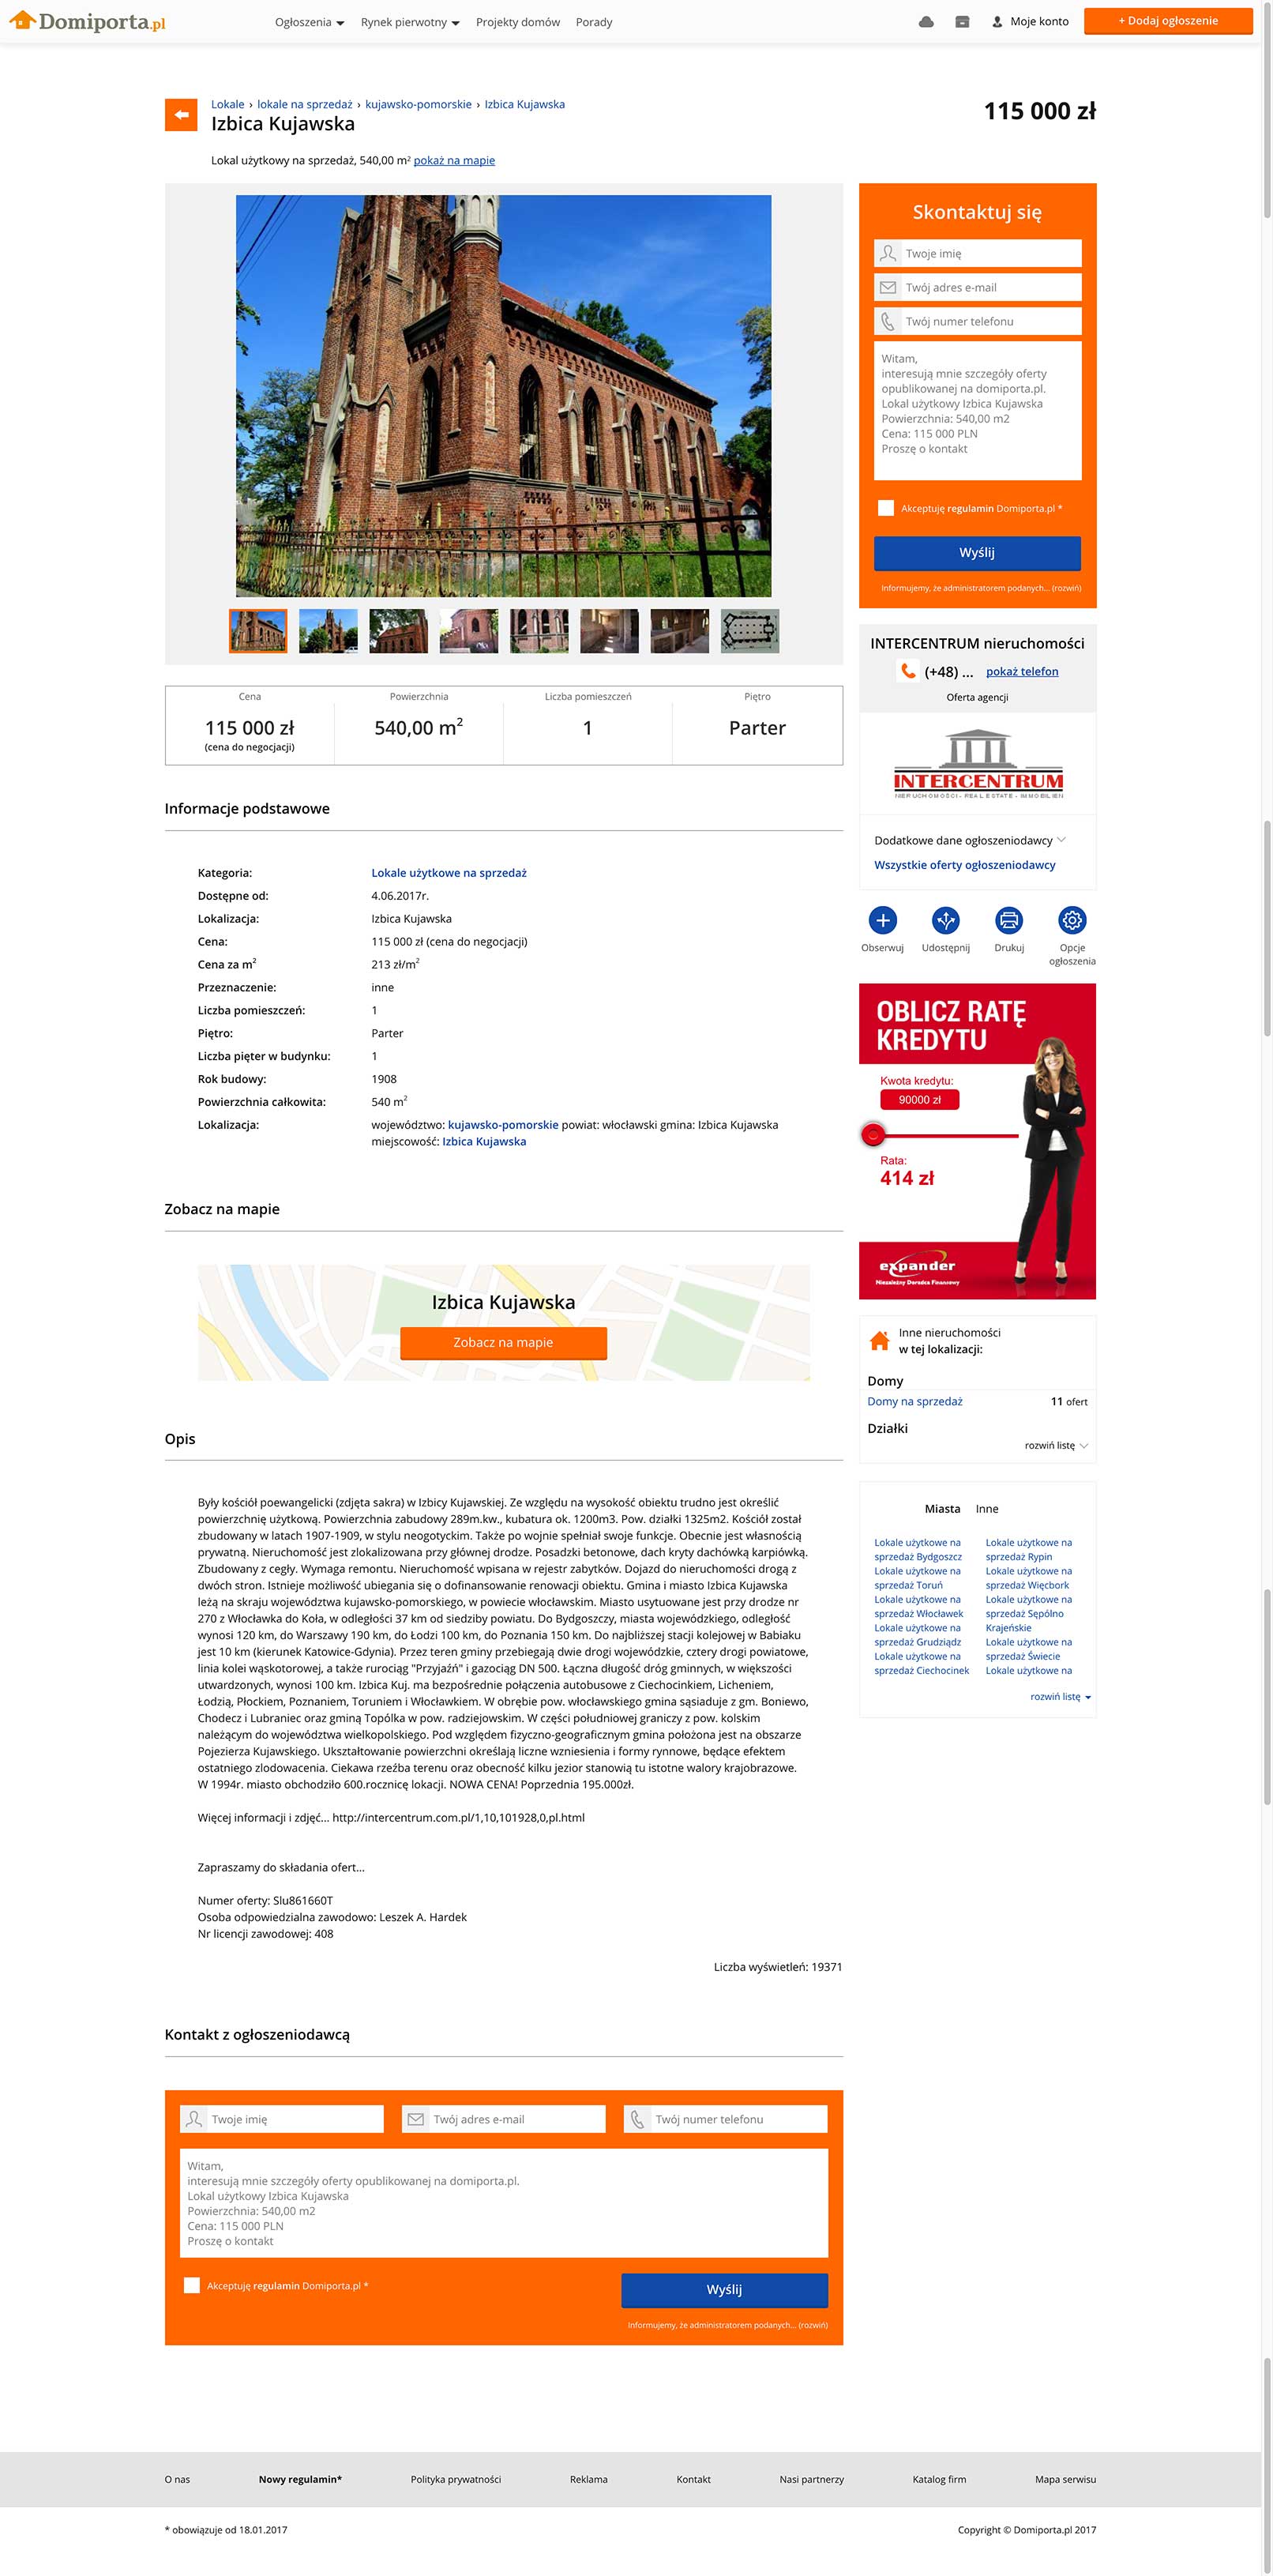 Domiporta.pl
Ogłoszenia
Rynek pierwotny
Projekty domów
Porady
Moje konto
+ Dodaj ogłoszenie
Lokale › lokale na sprzedaż › kujawsko-pomorskie › Izbica Kujawska
Izbica Kujawska
115 000 zł
Lokal użytkowy na sprzedaż, 540,00 m² pokaż na mapie
Skontaktuj się
Twoje imię
Twój adres e-mail
Twój numer telefonu
Witam,
interesują mnie szczegóły oferty
opublikowanej na domiporta.pl.
Lokal użytkowy Izbica Kujawska
Powierzchnia: 540,00 m2
Cena: 115 000 PLN
Proszę o kontakt
Akceptuję regulamin Domiporta.pl *
Wyślij
Informujemy, że administratorem podanych... (rozwiń)
INTERCENTRUM nieruchomości
(+48) ... pokaż telefon
Oferta agencji
INTERCENTRUM
NIERUCHOMOŚCI - REAL ESTATE - IMMOBILIEN
Dodatkowe dane ogłoszeniodawcy
Wszystkie oferty ogłoszeniodawcy
Obserwuj
Udostępnij
Drukuj
Opcje
ogłoszenia
Cena
Powierzchnia
Liczba pomieszczeń
Piętro
115 000 zł
540,00 m²
1
Parter
(cena do negocjacji)
Informacje podstawowe
Kategoria: Lokale użytkowe na sprzedaż
Dostępne od: 4.06.2017r.
Lokalizacja: Izbica Kujawska
Cena: 115 000 zł (cena do negocjacji)
Cena za m² 213 zł/m²
Przeznaczenie: inne
Liczba pomieszczeń: 1
Piętro: Parter
Liczba pięter w budynku: 1
Rok budowy: 1908
Powierzchnia całkowita: 540 m²
Lokalizacja: województwo: kujawsko-pomorskie powiat: włocławski gmina: Izbica Kujawska
miejscowość: Izbica Kujawska
OBLICZ RATĘ
KREDYTU
Kwota kredytu:
90000 zł
Rata:
414 zł
expander
Niezależny Doradca Finansowy
Zobacz na mapie
Izbica Kujawska
Zobacz na mapie
Inne nieruchomości
w tej lokalizacji:
Domy
Domy na sprzedaż 11 ofert
Działki
rozwiń listę
Miasta Inne
Lokale użytkowe na
sprzedaż Bydgoszcz
Lokale użytkowe na
sprzedaż Toruń
Lokale użytkowe na
sprzedaż Włocławek
Lokale użytkowe na
sprzedaż Grudziądz
Lokale użytkowe na
sprzedaż Ciechocinek
Lokale użytkowe na
sprzedaż Rypin
Lokale użytkowe na
sprzedaż Więcbork
Lokale użytkowe na
sprzedaż Sępólno
Krajeńskie
Lokale użytkowe na
sprzedaż Świecie
Lokale użytkowe na
rozwiń listę
Opis
Były kościół poewangelicki (zdjęta sakra) w Izbicy Kujawskiej. Ze względu na wysokość obiektu trudno jest określić
powierzchnię użytkową. Powierzchnia zabudowy 289m.kw., kubatura ok. 1200m3. Pow. działki 1325m2. Kościół został
zbudowany w latach 1907-1909, w stylu neogotyckim. Także po wojnie spełniał swoje funkcje. Obecnie jest własnością
prywatną. Nieruchomość jest zlokalizowana przy głównej drodze. Posadzki betonowe, dach kryty dachówką karpiówką.
Zbudowany z cegły. Wymaga remontu. Nieruchomość wpisana w rejestr zabytków. Dojazd do nieruchomości drogą z
dwóch stron. Istnieje możliwość ubiegania się o dofinansowanie renowacji obiektu. Gmina i miasto Izbica Kujawska
leżą na skraju województwa kujawsko-pomorskiego, w powiecie włocławskim. Miasto usytuowane jest przy drodze nr
270 z Włocławka do Koła, w odległości 37 km od siedziby powiatu. Do Bydgoszczy, miasta wojewódzkiego, odległość
wynosi 120 km, do Warszawy 190 km, do Łodzi 100 km, do Poznania 150 km. Do najbliższej stacji kolejowej w Babiaku
jest 10 km (kierunek Katowice-Gdynia). Przez teren gminy przebiegają dwie drogi wojewódzkie, cztery drogi powiatowe,
linia kolei wąskotorowej, a także rurociąg "Przyjaźń" i gazociąg DN 500. Łączna długość dróg gminnych, w większości
utwardzonych, wynosi 100 km. Izbica Kuj. ma bezpośrednie połączenia autobusowe z Ciechocinkiem, Licheniem,
Łodzią, Płockiem, Poznaniem, Toruniem i Włocławkiem. W obrębie pow. włocławskiego gmina sąsiaduje z gm. Boniewo,
Chodecz i Lubraniec oraz gminą Topólka w pow. radziejowskim. W części południowej graniczy z pow. kolskim
należącym do województwa wielkopolskiego. Pod względem fizyczno-geograficznym gmina położona jest na obszarze
Pojezierza Kujawskiego. Ukształtowanie powierzchni określają liczne wzniesienia i formy rynnowe, będące efektem
ostatniego zlodowacenia. Ciekawa rzeźba terenu oraz obecność kilku jezior stanowią tu istotne walory krajobrazowe.
W 1994r. miasto obchodziło 600.rocznicę lokacji. NOWA CENA! Poprzednia 195.000zł.
Więcej informacji i zdjęć... http://intercentrum.com.pl/1,10,101928,0,pl.html
Zapraszamy do składania ofert...
Numer oferty: Slu861660T
Osoba odpowiedzialna zawodowo: Leszek A. Hardek
Nr licencji zawodowej: 408
Liczba wyświetleń: 19371
Kontakt z ogłoszeniodawcą
Twoje imię
Twój adres e-mail
Twój numer telefonu
Witam,
interesują mnie szczegóły oferty opublikowanej na domiporta.pl.
Lokal użytkowy Izbica Kujawska
Powierzchnia: 540,00 m2
Cena: 115 000 PLN
Proszę o kontakt
Akceptuję regulamin Domiporta.pl *
Wyślij
Informujemy, że administratorem podanych... (rozwiń)
O nas
Nowy regulamin*
Polityka prywatności
Reklama
Kontakt
Nasi partnerzy
Katalog firm
Mapa serwisu
* obowiązuje od 18.01.2017
Copyright © Domiporta.pl 2017